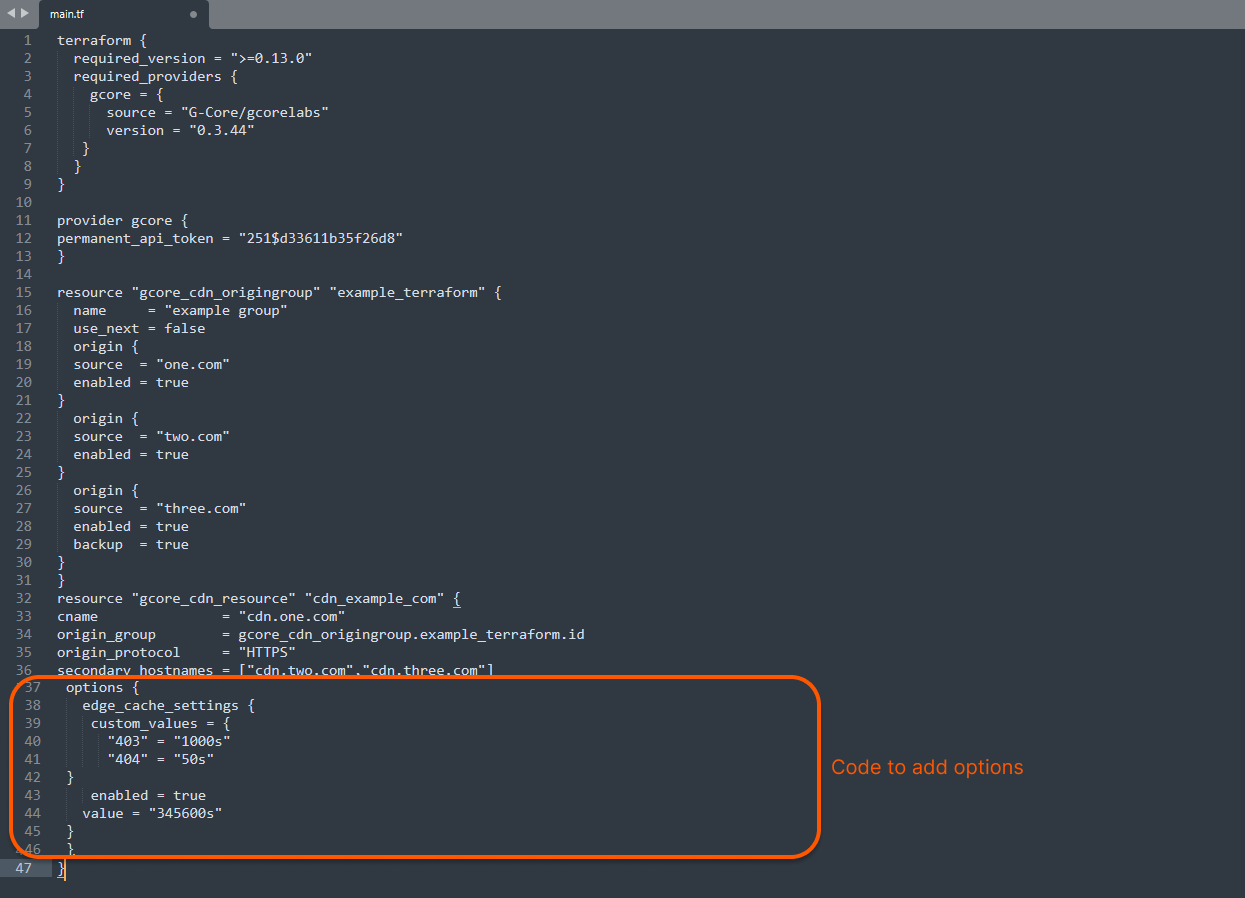 main.tf
1 terraform {
2 required_version = ">=0.13.0"
3 required_providers {
4 gcore = {
5 source = "G-Core/gcorelabs"
6 version = "0.3.44"
7 }
8 }
9 }
10
11 provider gcore {
12 permanent_api_token = "251$d33611b35f26d8"
13 }
14
15 resource "gcore_cdn_origingroup" "example_terraform" {
16 name     = "example group"
17 use_next = false
18 origin {
19 source  = "one.com"
20 enabled = true
21 }
22 origin {
23 source  = "two.com"
24 enabled = true
25 }
26 origin {
27 source  = "three.com"
28 enabled = true
29 backup  = true
30 }
31 }
32 resource "gcore_cdn_resource" "cdn_example_com" {
33 cname               = "cdn.one.com"
34 origin_group        = gcore_cdn_origingroup.example_terraform.id
35 origin_protocol     = "HTTPS"
36 secondary_hostnames = ["cdn.two.com","cdn.three.com"]
37 options {
38 edge_cache_settings {
39 custom_values = {
40 "403" = "1000s"
41 "404" = "50s"
42 }
43 enabled = true
44 value = "345600s"
45 }
446 }
47 }
Code to add options